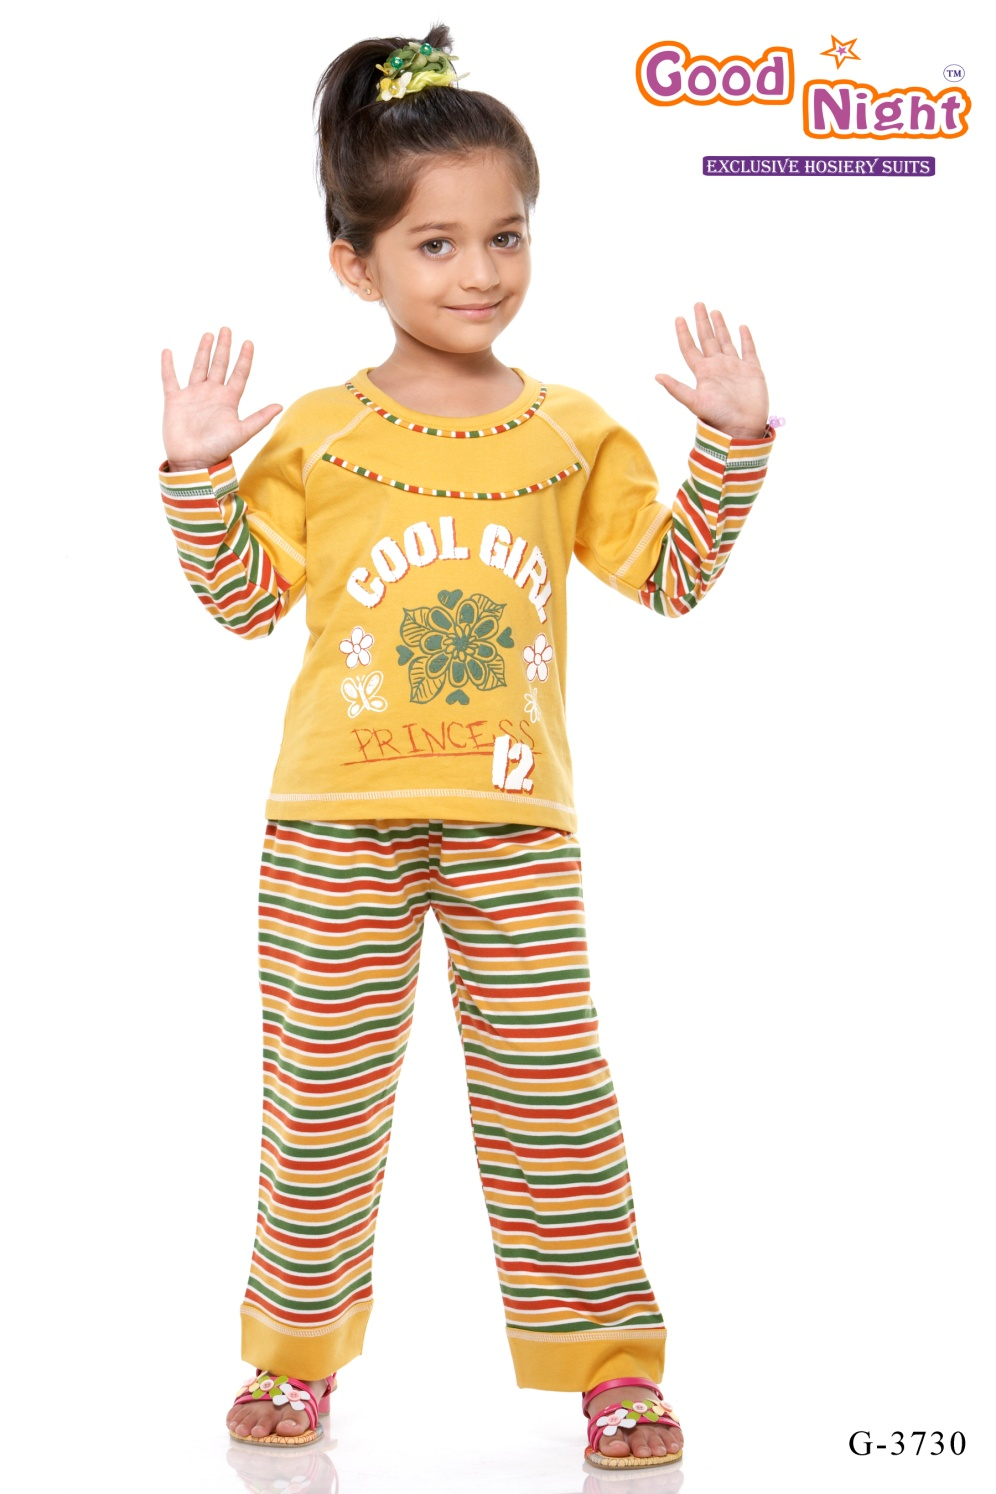 Good
Night
TM
EXCLUSIVE HOSIERY SUITS
COOL GIRL
PRINCESS
12
G-3730